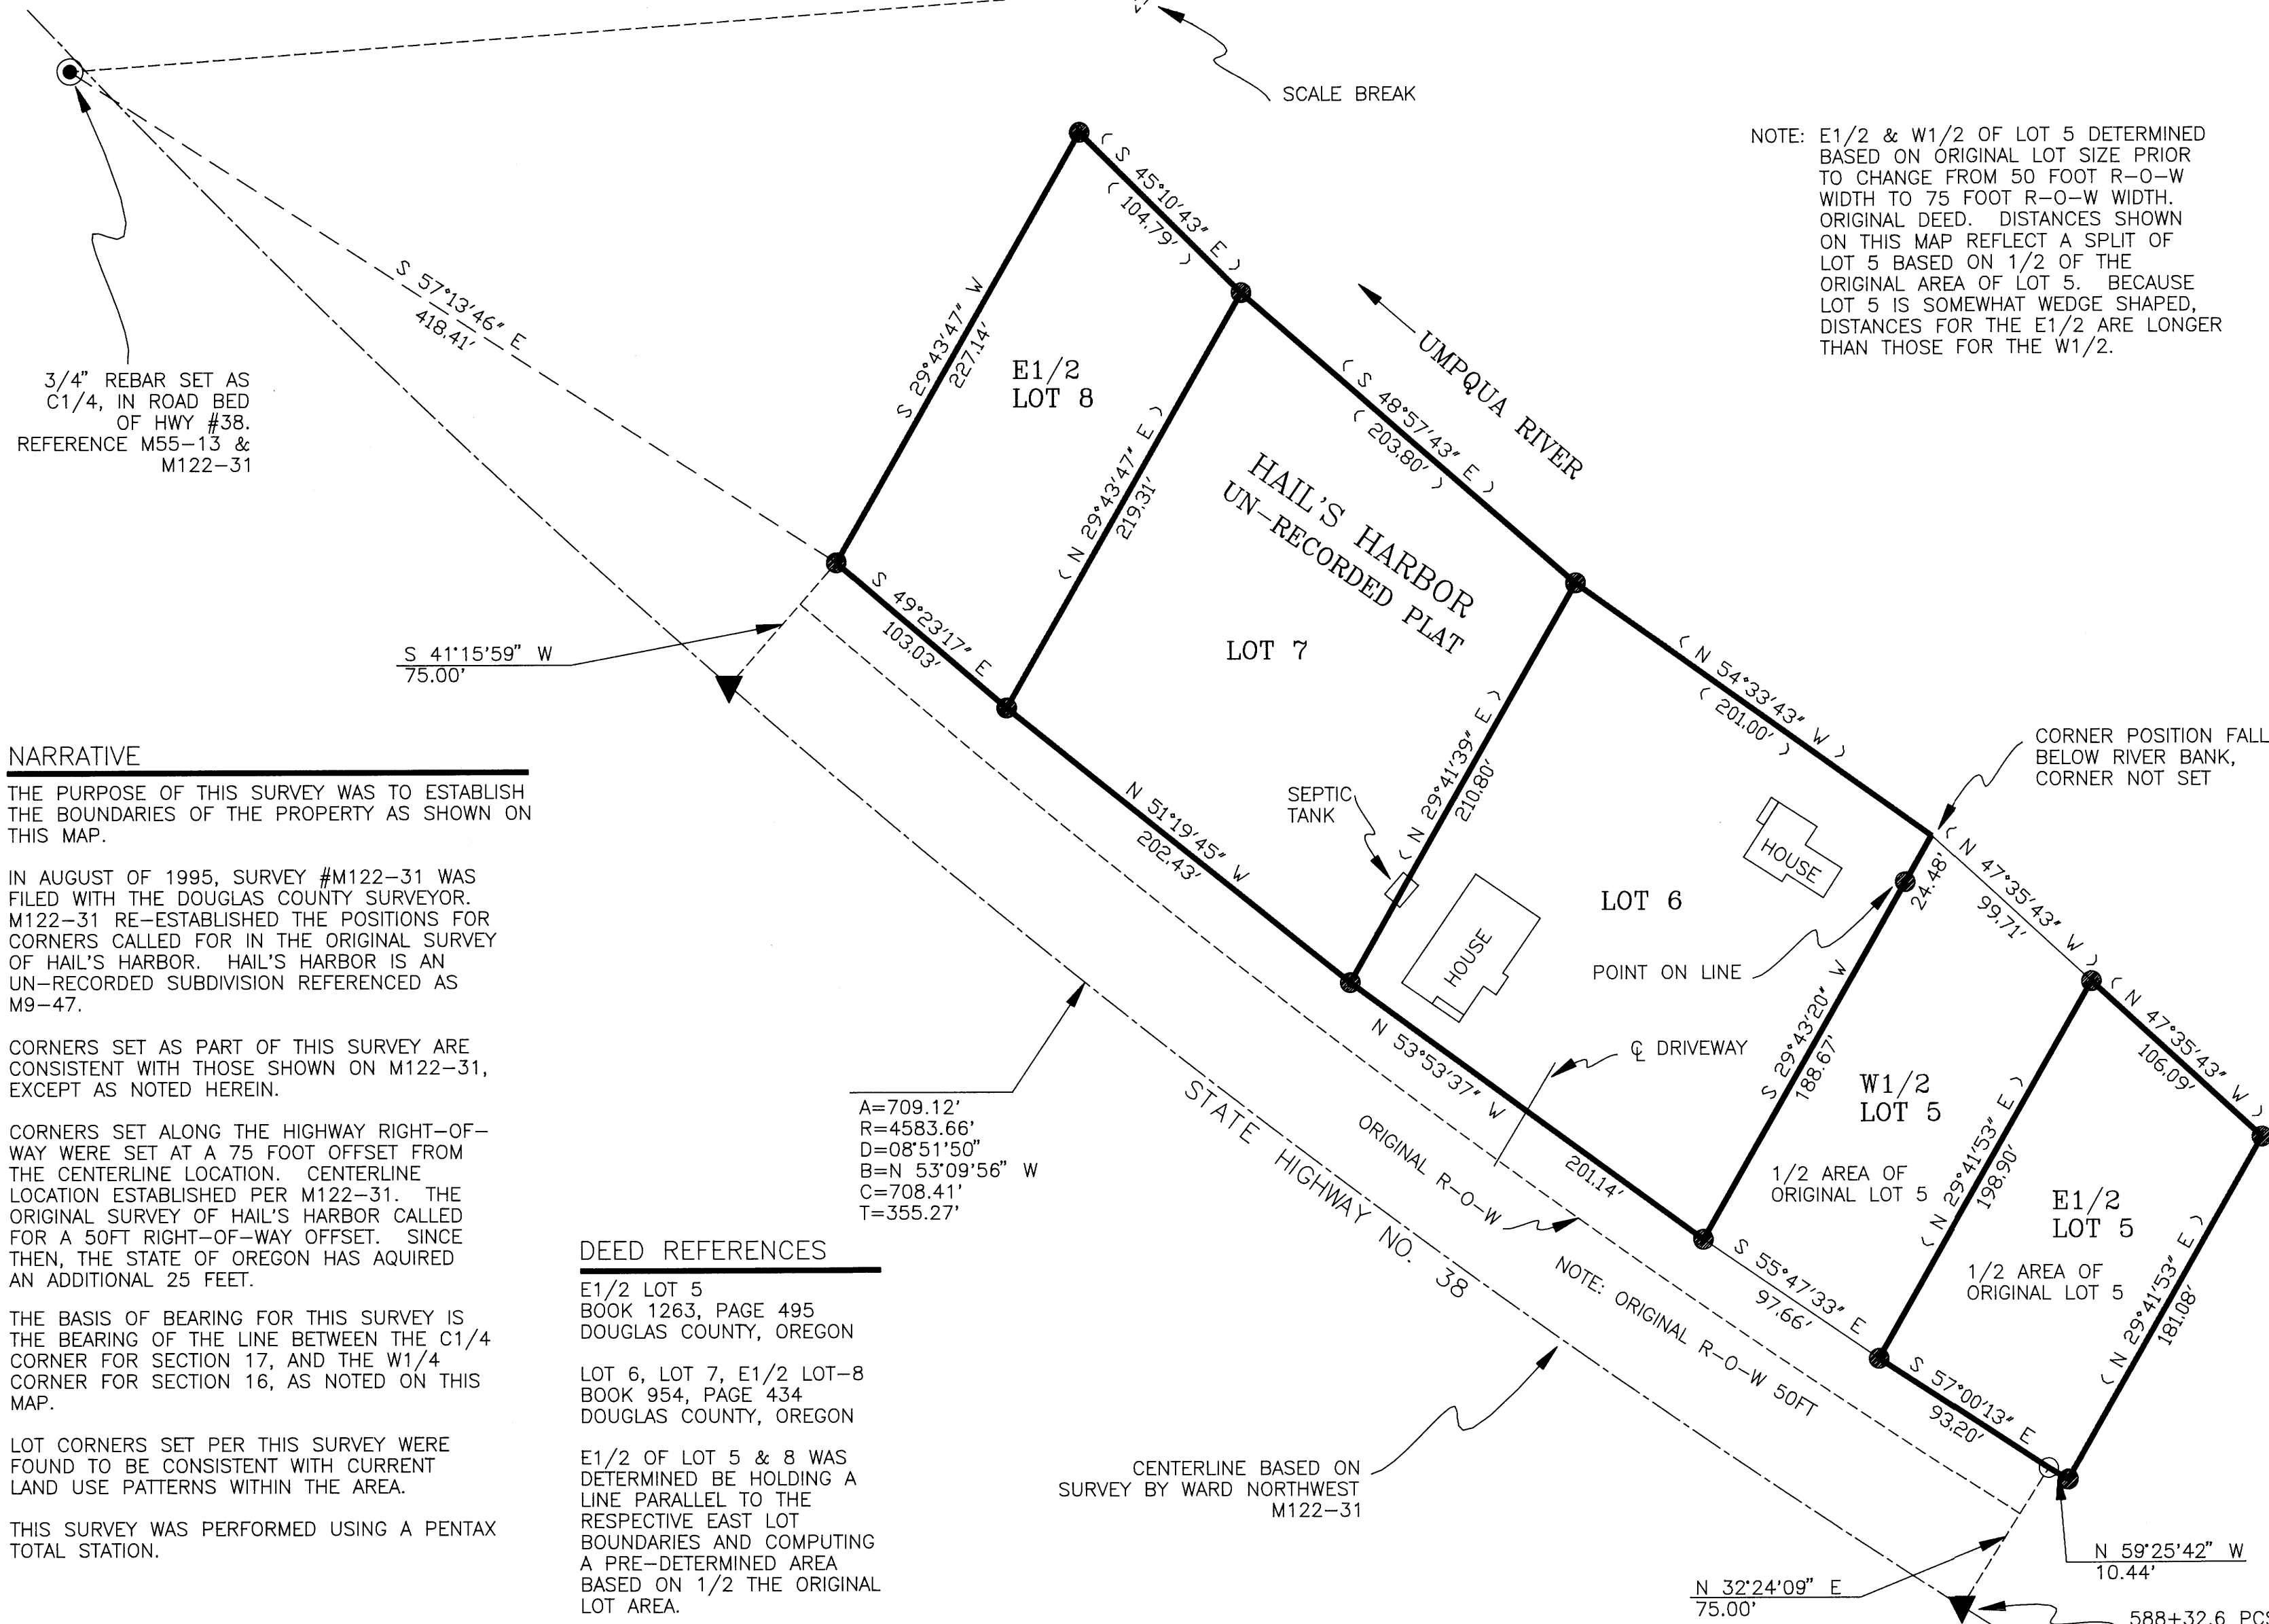 SCALE BREAK
NOTE: E1/2 & W1/2 OF LOT 5 DETERMINED
BASED ON ORIGINAL LOT SIZE PRIOR
TO CHANGE FROM 50 FOOT R-O-W
WIDTH TO 75 FOOT R-O-W WIDTH.
ORIGINAL DEED. DISTANCES SHOWN
ON THIS MAP REFLECT A SPLIT OF
LOT 5 BASED ON 1/2 OF THE
ORIGINAL AREA OF LOT 5. BECAUSE
LOT 5 IS SOMEWHAT WEDGE SHAPED,
DISTANCES FOR THE E1/2 ARE LONGER
THAN THOSE FOR THE W1/2.
( S 45°10'43" E )
( 104.79' )
S 57°13'46" E
418.41'
3/4" REBAR SET AS
C1/4, IN ROAD BED
OF HWY #38.
REFERENCE M55-13 &
M122-31
S 29°43'47" W
227.14'
E1/2
LOT 8
( N 29°43'47" E )
219.31'
( S 48°57'43" E )
( 203.80' )
UMPQUA RIVER
HAIL'S HARBOR
UN-RECORDED PLAT
LOT 7
S 49°23'17" E
103.03'
S 41°15'59" W
75.00'
( N 54°33'43" W )
( 201.00' )
CORNER POSITION FALL
BELOW RIVER BANK,
CORNER NOT SET
N 51°19'45" W
202.43'
SEPTIC
TANK
( N 29°41'39" E )
210.80'
HOUSE
HOUSE
LOT 6
24.48'
( N 47°35'43" W )
99.71'
POINT ON LINE
( N 47°35'43" W )
106.09'
S 29°43'20" W
188.67'
N 53°53'37" W
201.14'
℄ DRIVEWAY
W1/2
LOT 5
1/2 AREA OF
ORIGINAL LOT 5
( N 29°41'53" E )
198.90'
E1/2
LOT 5
1/2 AREA OF
ORIGINAL LOT 5
( N 29°41'53" E )
181.08'
S 55°47'33" E
97.66'
S 57°00'13" E
93.20'
ORIGINAL R-O-W
NOTE: ORIGINAL R-O-W 50FT
STATE HIGHWAY NO. 38
A=709.12'
R=4583.66'
D=08°51'50"
B=N 53°09'56" W
C=708.41'
T=355.27'
CENTERLINE BASED ON
SURVEY BY WARD NORTHWEST
M122-31
N 59°25'42" W
10.44'
N 32°24'09" E
75.00'
588+32.6 PCS
NARRATIVE
THE PURPOSE OF THIS SURVEY WAS TO ESTABLISH
THE BOUNDARIES OF THE PROPERTY AS SHOWN ON
THIS MAP.
IN AUGUST OF 1995, SURVEY #M122-31 WAS
FILED WITH THE DOUGLAS COUNTY SURVEYOR.
M122-31 RE-ESTABLISHED THE POSITIONS FOR
CORNERS CALLED FOR IN THE ORIGINAL SURVEY
OF HAIL'S HARBOR. HAIL'S HARBOR IS AN
UN-RECORDED SUBDIVISION REFERENCED AS
M9-47.
CORNERS SET AS PART OF THIS SURVEY ARE
CONSISTENT WITH THOSE SHOWN ON M122-31,
EXCEPT AS NOTED HEREIN.
CORNERS SET ALONG THE HIGHWAY RIGHT-OF-
WAY WERE SET AT A 75 FOOT OFFSET FROM
THE CENTERLINE LOCATION. CENTERLINE
LOCATION ESTABLISHED PER M122-31. THE
ORIGINAL SURVEY OF HAIL'S HARBOR CALLED
FOR A 50FT RIGHT-OF-WAY OFFSET. SINCE
THEN, THE STATE OF OREGON HAS AQUIRED
AN ADDITIONAL 25 FEET.
THE BASIS OF BEARING FOR THIS SURVEY IS
THE BEARING OF THE LINE BETWEEN THE C1/4
CORNER FOR SECTION 17, AND THE W1/4
CORNER FOR SECTION 16, AS NOTED ON THIS
MAP.
LOT CORNERS SET PER THIS SURVEY WERE
FOUND TO BE CONSISTENT WITH CURRENT
LAND USE PATTERNS WITHIN THE AREA.
THIS SURVEY WAS PERFORMED USING A PENTAX
TOTAL STATION.
DEED REFERENCES
E1/2 LOT 5
BOOK 1263, PAGE 495
DOUGLAS COUNTY, OREGON
LOT 6, LOT 7, E1/2 LOT-8
BOOK 954, PAGE 434
DOUGLAS COUNTY, OREGON
E1/2 OF LOT 5 & 8 WAS
DETERMINED BE HOLDING A
LINE PARALLEL TO THE
RESPECTIVE EAST LOT
BOUNDARIES AND COMPUTING
A PRE-DETERMINED AREA
BASED ON 1/2 THE ORIGINAL
LOT AREA.